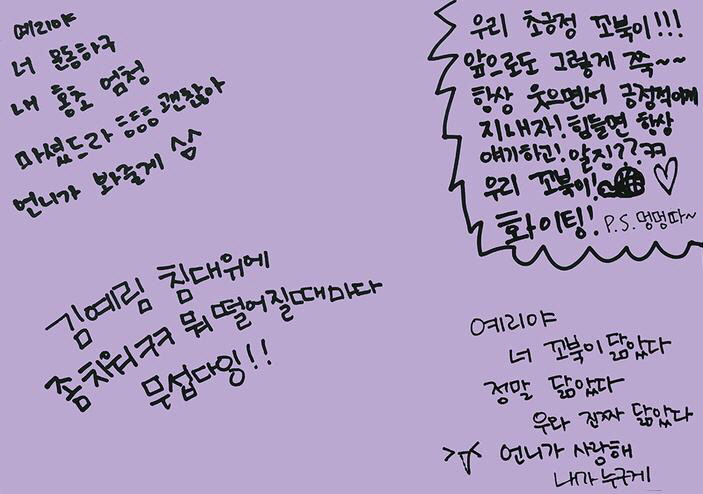 예리야
너 운동하구
내 홍초 엄청
마셨드라 흥흥흥 괜찮아
언니가 봐줄게 ^^
우리 초긍정 꼬북이!!!
앞으로도 그렇게 쭉~~
항상 웃으면서 긍정적이게
지내자! 힘들면 항상
얘기하고! 알징??ㅋㅋ
우리 꼬북이! ♡
화이팅! P.S. 멍멍따~
김예림 침대위에
좀 치워 ㅋㅋ 뭐 떨어질때마다
무섭다잉!!
예리야
너 꼬북이 닮았다
정말 닮았다
우와 진짜 닮았다
언니가 사랑해
내가 누구게